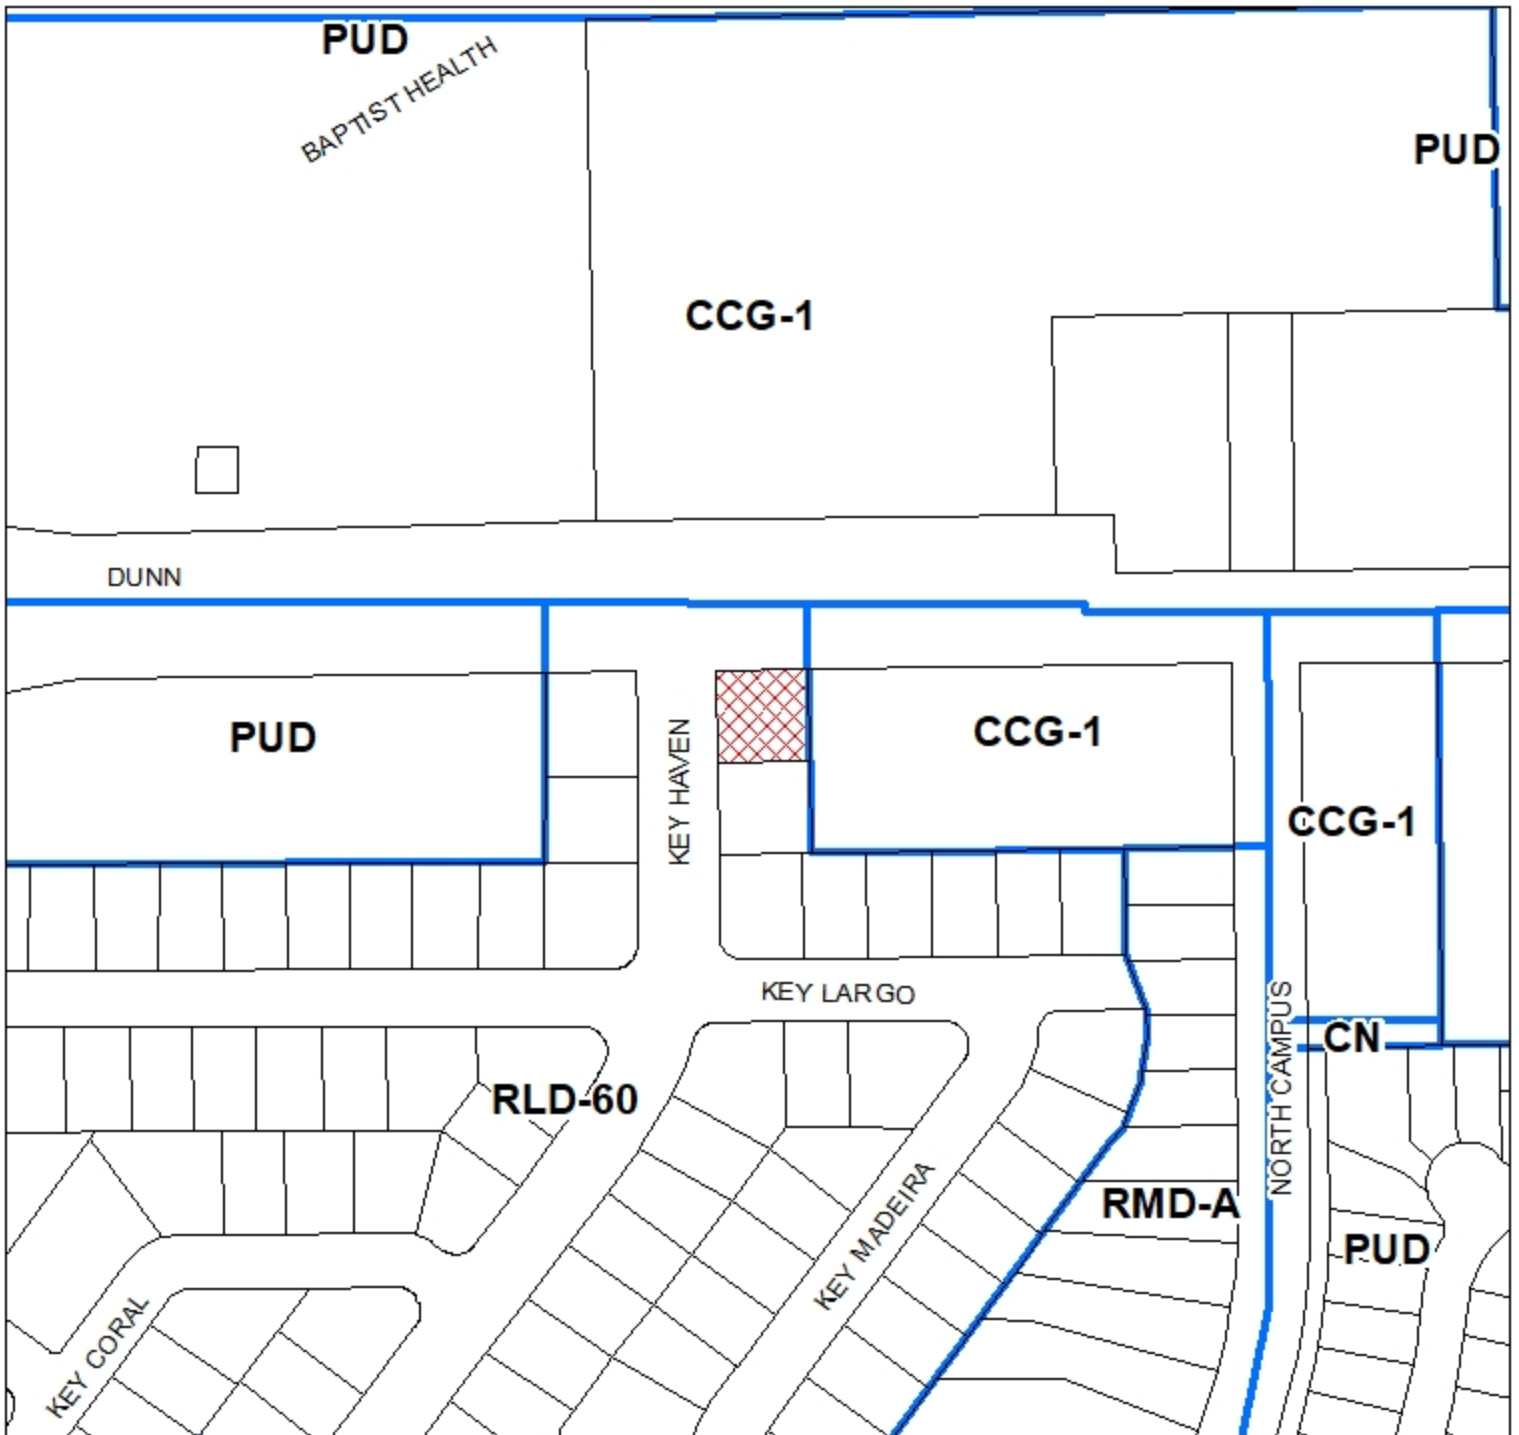 PUD
BAPTIST HEALTH
PUD
CCG-1
DUNN
PUD
KEY HAVEN
CCG-1
CCG-1
KEY LARGO
NORTH CAMPUS
CN
RLD-60
KEY MADEIRA
RMD-A
PUD
KEY CORAL